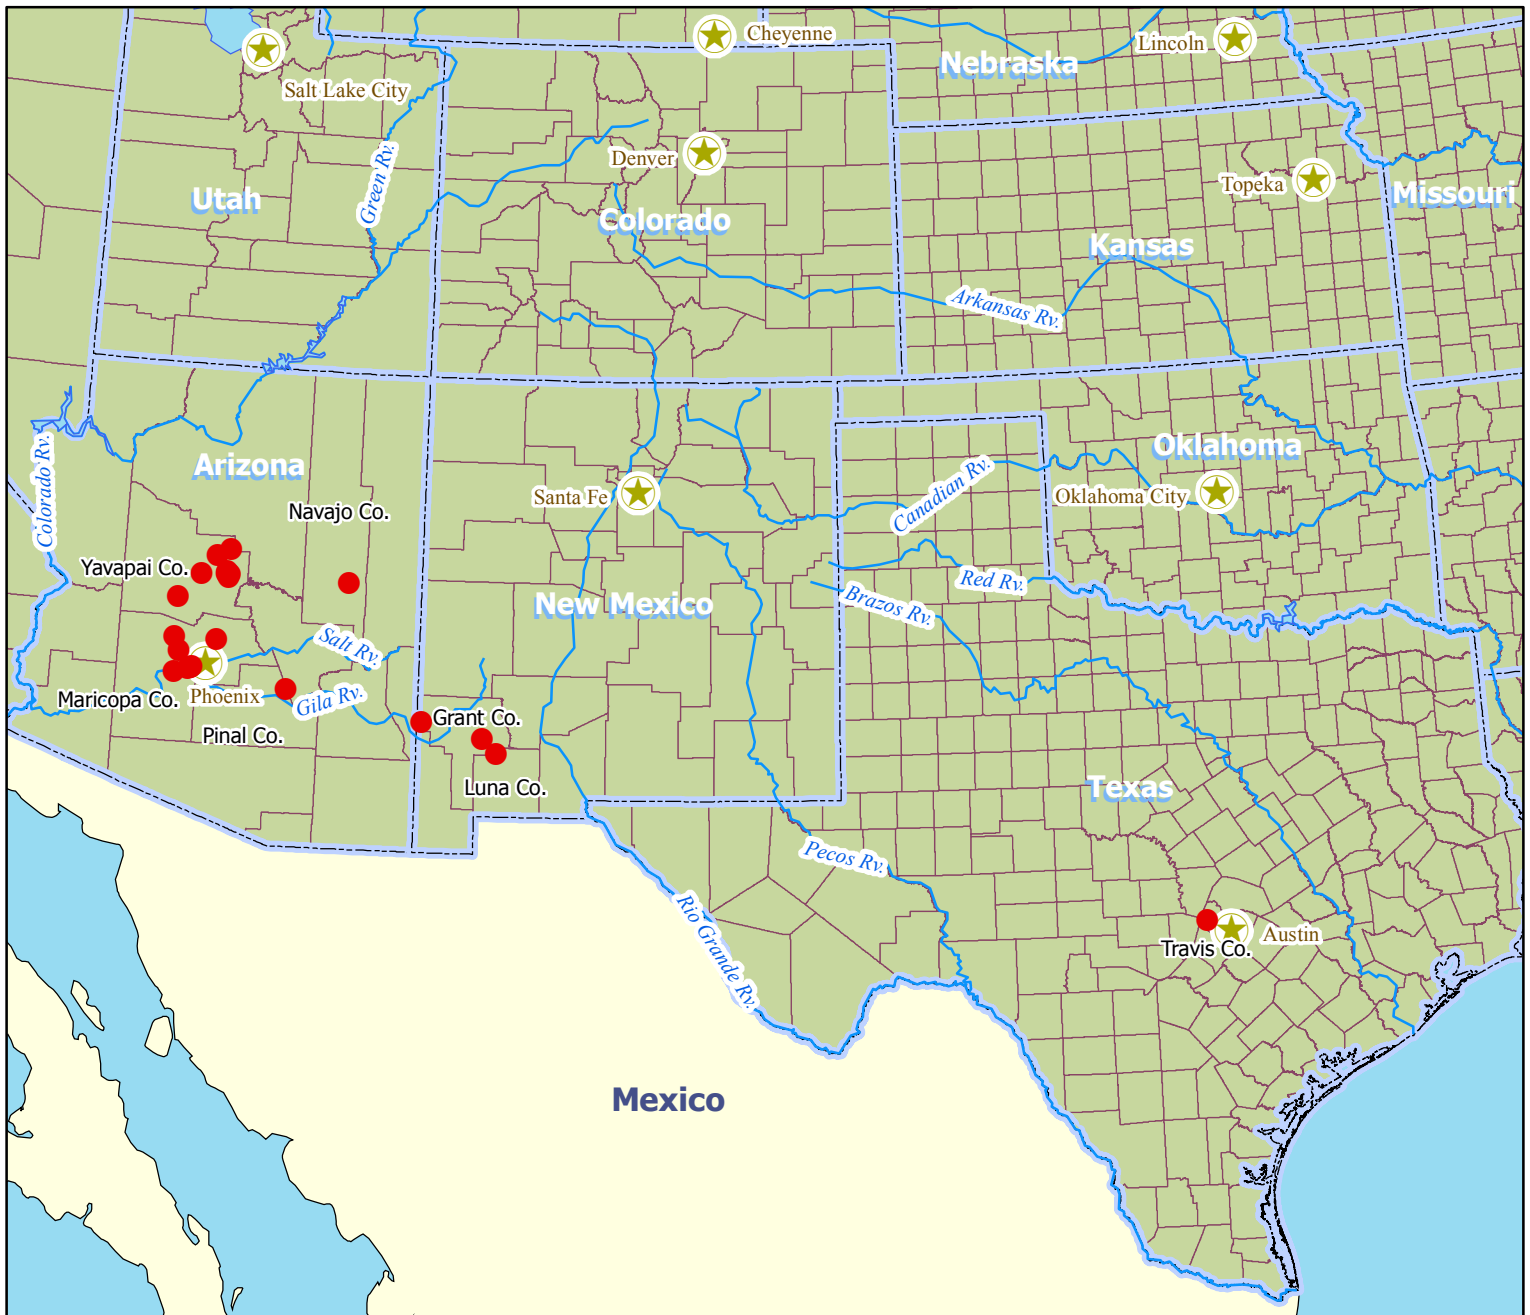 Cheyenne
Lincoln
Nebraska
Salt Lake City
Denver
Topeka
Green Rv.
Utah
Missouri
Colorado
Kansas
Arkansas Rv.
Colorado Rv.
Arizona
Oklahoma
Santa Fe
Canadian Rv.
Oklahoma City
Navajo Co.
Yavapai Co.
Red Rv.
Brazos Rv.
New Mexico
Salt Rv.
Maricopa Co.
Phoenix
Gila Rv.
Grant Co.
Pinal Co.
Luna Co.
Texas
Pecos Rv.
Rio Grande Rv.
Austin
Travis Co.
Mexico